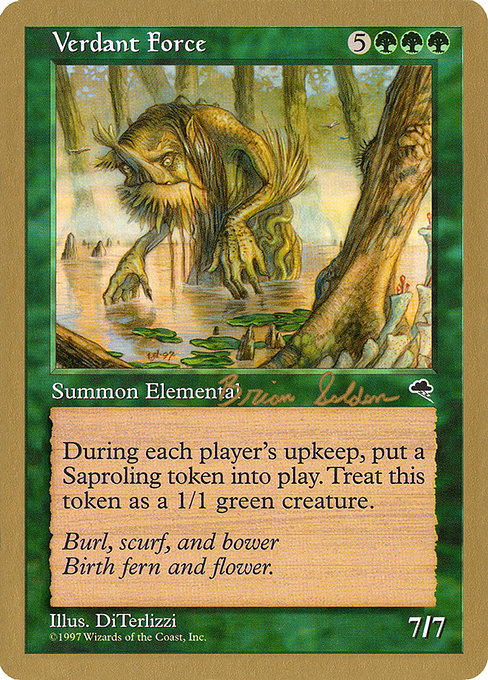 Verdant Force 5
Summon Elemental
Brian Selden
During each player's upkeep, put a
Saproling token into play. Treat this
token as a 1/1 green creature.
Burl, scurf, and bower
Birth fern and flower.
Illus. DiTerlizzi
©1997 Wizards of the Coast, Inc.
7/7